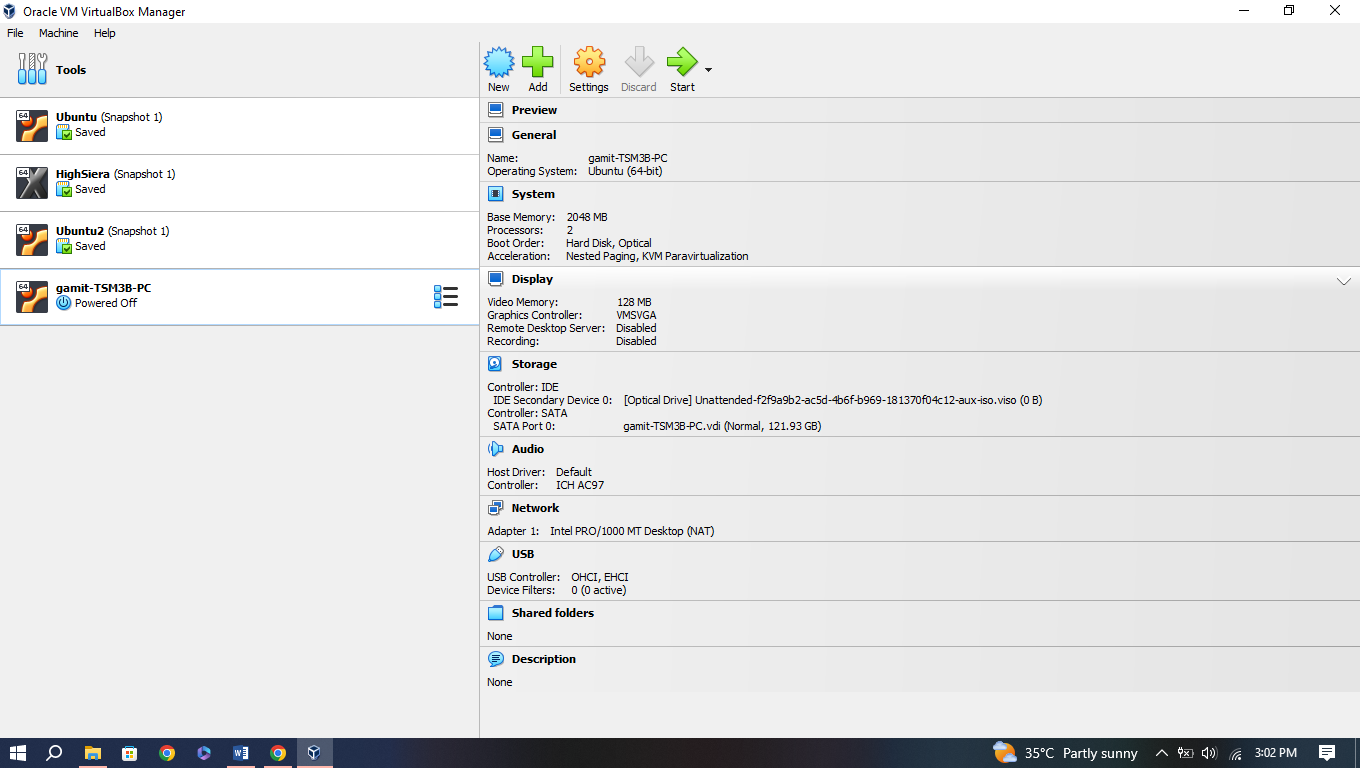 Oracle VM VirtualBox Manager
File Machine Help
Tools
New Add Settings Discard Start
64
Ubuntu (Snapshot 1)
Saved
64
HighSiera (Snapshot 1)
Saved
64
Ubuntu2 (Snapshot 1)
Saved
64
gamit-TSM3B-PC
Powered Off
Preview
General
Name: gamit-TSM3B-PC
Operating System: Ubuntu (64-bit)
System
Base Memory: 2048 MB
Processors: 2
Boot Order: Hard Disk, Optical
Acceleration: Nested Paging, KVM Paravirtualization
Display
Video Memory: 128 MB
Graphics Controller: VMSVGA
Remote Desktop Server: Disabled
Recording: Disabled
Storage
Controller: IDE
IDE Secondary Device 0: [Optical Drive] Unattended-f2f9a9b2-ac5d-4b6f-b969-181370f04c12-aux-iso.viso (0 B)
Controller: SATA
SATA Port 0: gamit-TSM3B-PC.vdi (Normal, 121.93 GB)
Audio
Host Driver: Default
Controller: ICH AC97
Network
Adapter 1: Intel PRO/1000 MT Desktop (NAT)
USB
USB Controller: OHCI, EHCI
Device Filters: 0 (0 active)
Shared folders
None
Description
None
35°C Partly sunny 3:02 PM